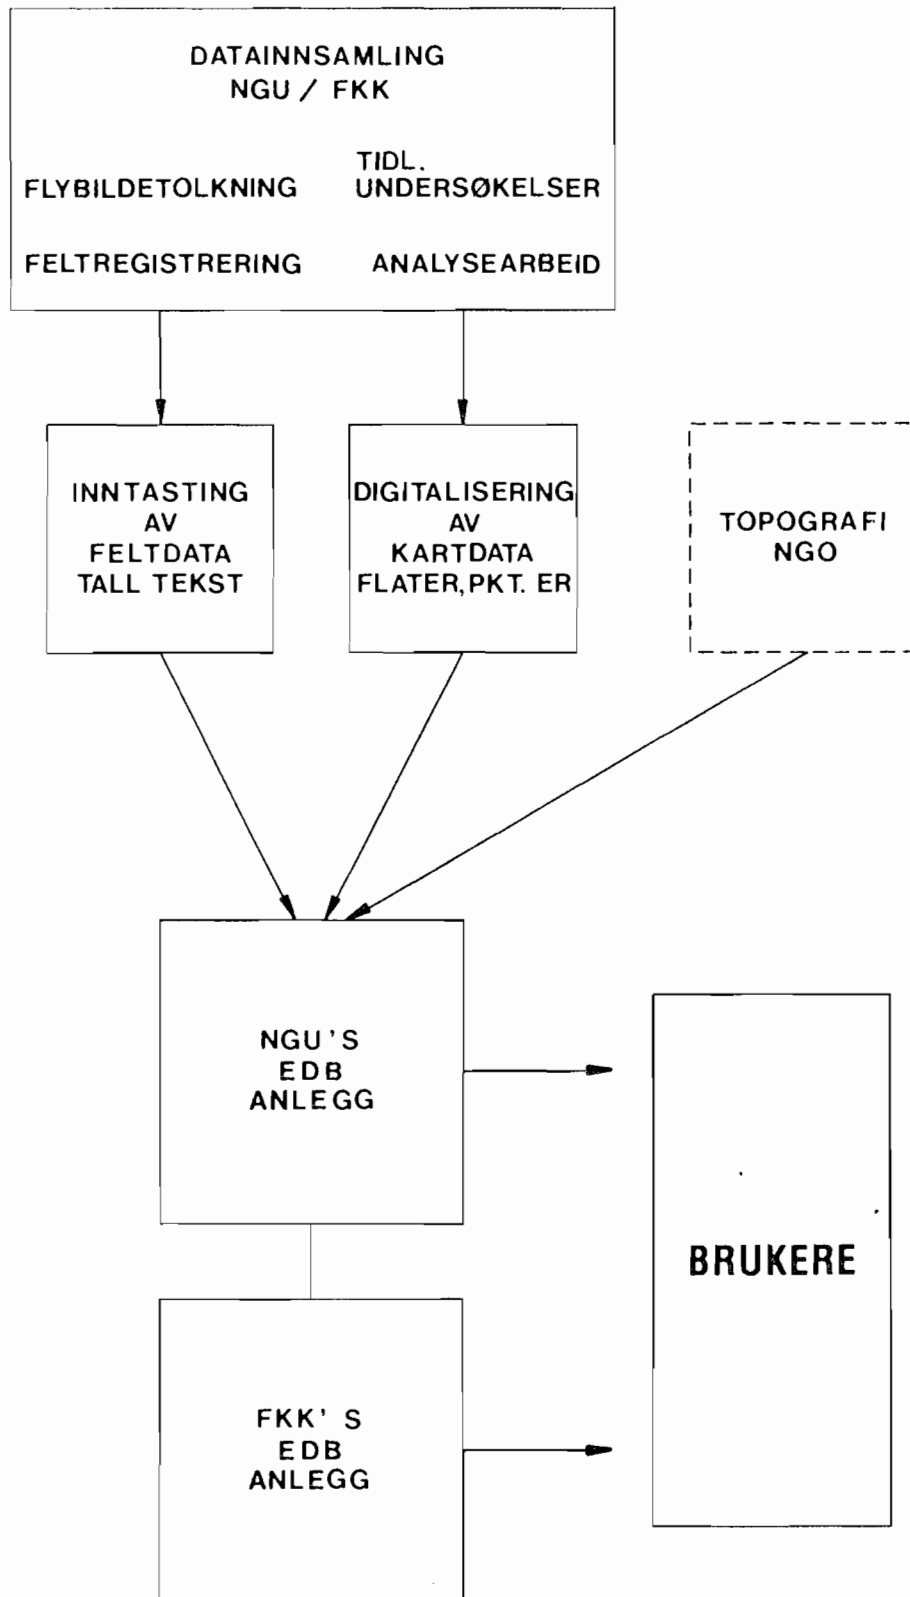 DATAINNSAMLING
NGU / FKK
FLYBILDETOLKNING
TIDL.
UNDERSØKELSER
FELTREGISTRERING
ANALYSEARBEID
INNTASTING
AV
FELTDATA
TALL TEKST
DIGITALISERING
AV
KARTDATA
FLATER, PKT. ER
TOPOGRAFI
NGO
NGU'S
EDB
ANLEGG
BRUKERE
FKK' S
EDB
ANLEGG